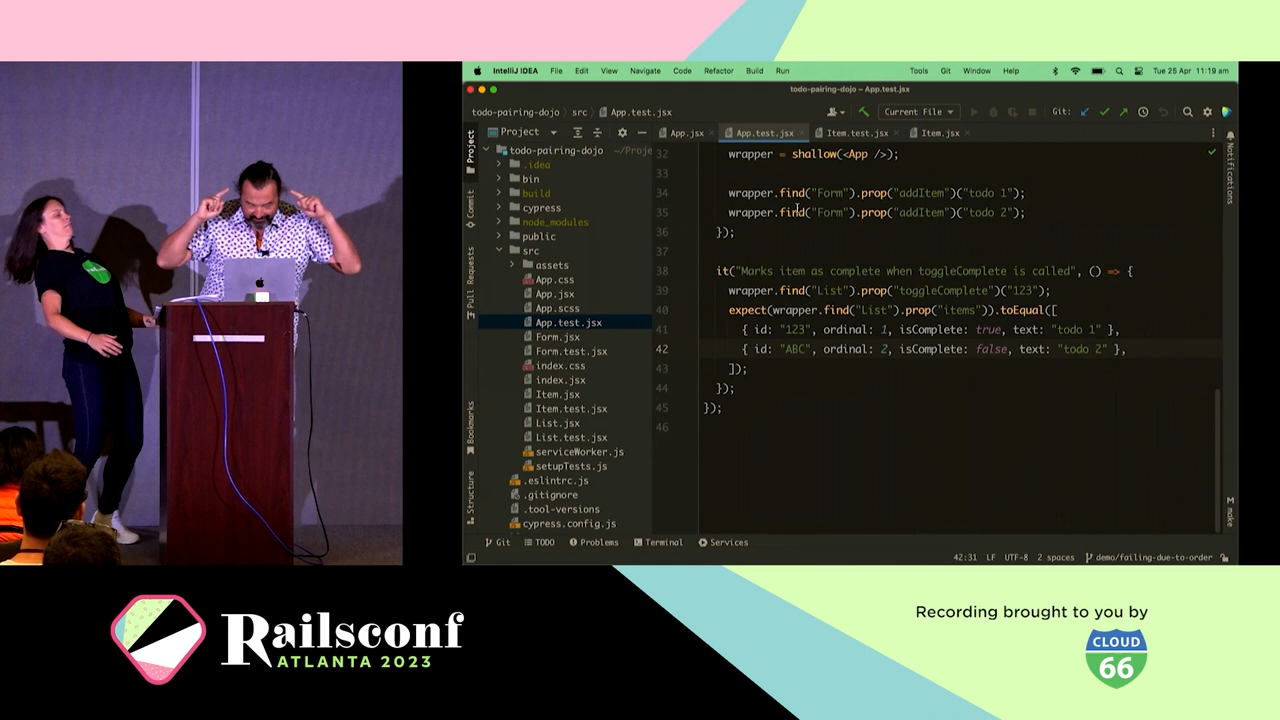 IntelliJ IDEA File Edit View Navigate Code Refactor Build Run Tools Git Window Help Tue 25 Apr 11:19 am
todo-pairing-dojo – App.test.jsx
todo-pairing-dojo src App.test.jsx Current File Git:
Project
App.jsx
App.test.jsx
Item.test.jsx
Item.jsx
Project
Commit
Pull Requests
Bookmarks
Structure
todo-pairing-dojo ~/Proje
.idea
bin
build
cypress
node_modules
public
src
assets
App.css
App.jsx
App.scss
App.test.jsx
Form.jsx
Form.test.jsx
index.css
index.jsx
Item.jsx
Item.test.jsx
List.jsx
List.test.jsx
serviceWorker.js
setupTests.js
.eslintrc.js
.gitignore
.tool-versions
cypress.config.js
32 wrapper = shallow(<App />);
33
34 wrapper.find("Form").prop("addItem")("todo 1");
35 wrapper.find("Form").prop("addItem")("todo 2");
36 });
37
38 it("Marks item as complete when toggleComplete is called", () => {
39 wrapper.find("List").prop("toggleComplete")("123");
40 expect(wrapper.find("List").prop("items")).toEqual([
41 { id: "123", ordinal: 1, isComplete: true, text: "todo 1" },
42 { id: "ABC", ordinal: 2, isComplete: false, text: "todo 2" },
43 ]);
44 });
45 });
46
Notifications
make
Git TODO Problems Terminal Services
42:31 LF UTF-8 2 spaces demo/failing-due-to-order
Railsconf
ATLANTA 2023
Recording brought to you by
CLOUD
66